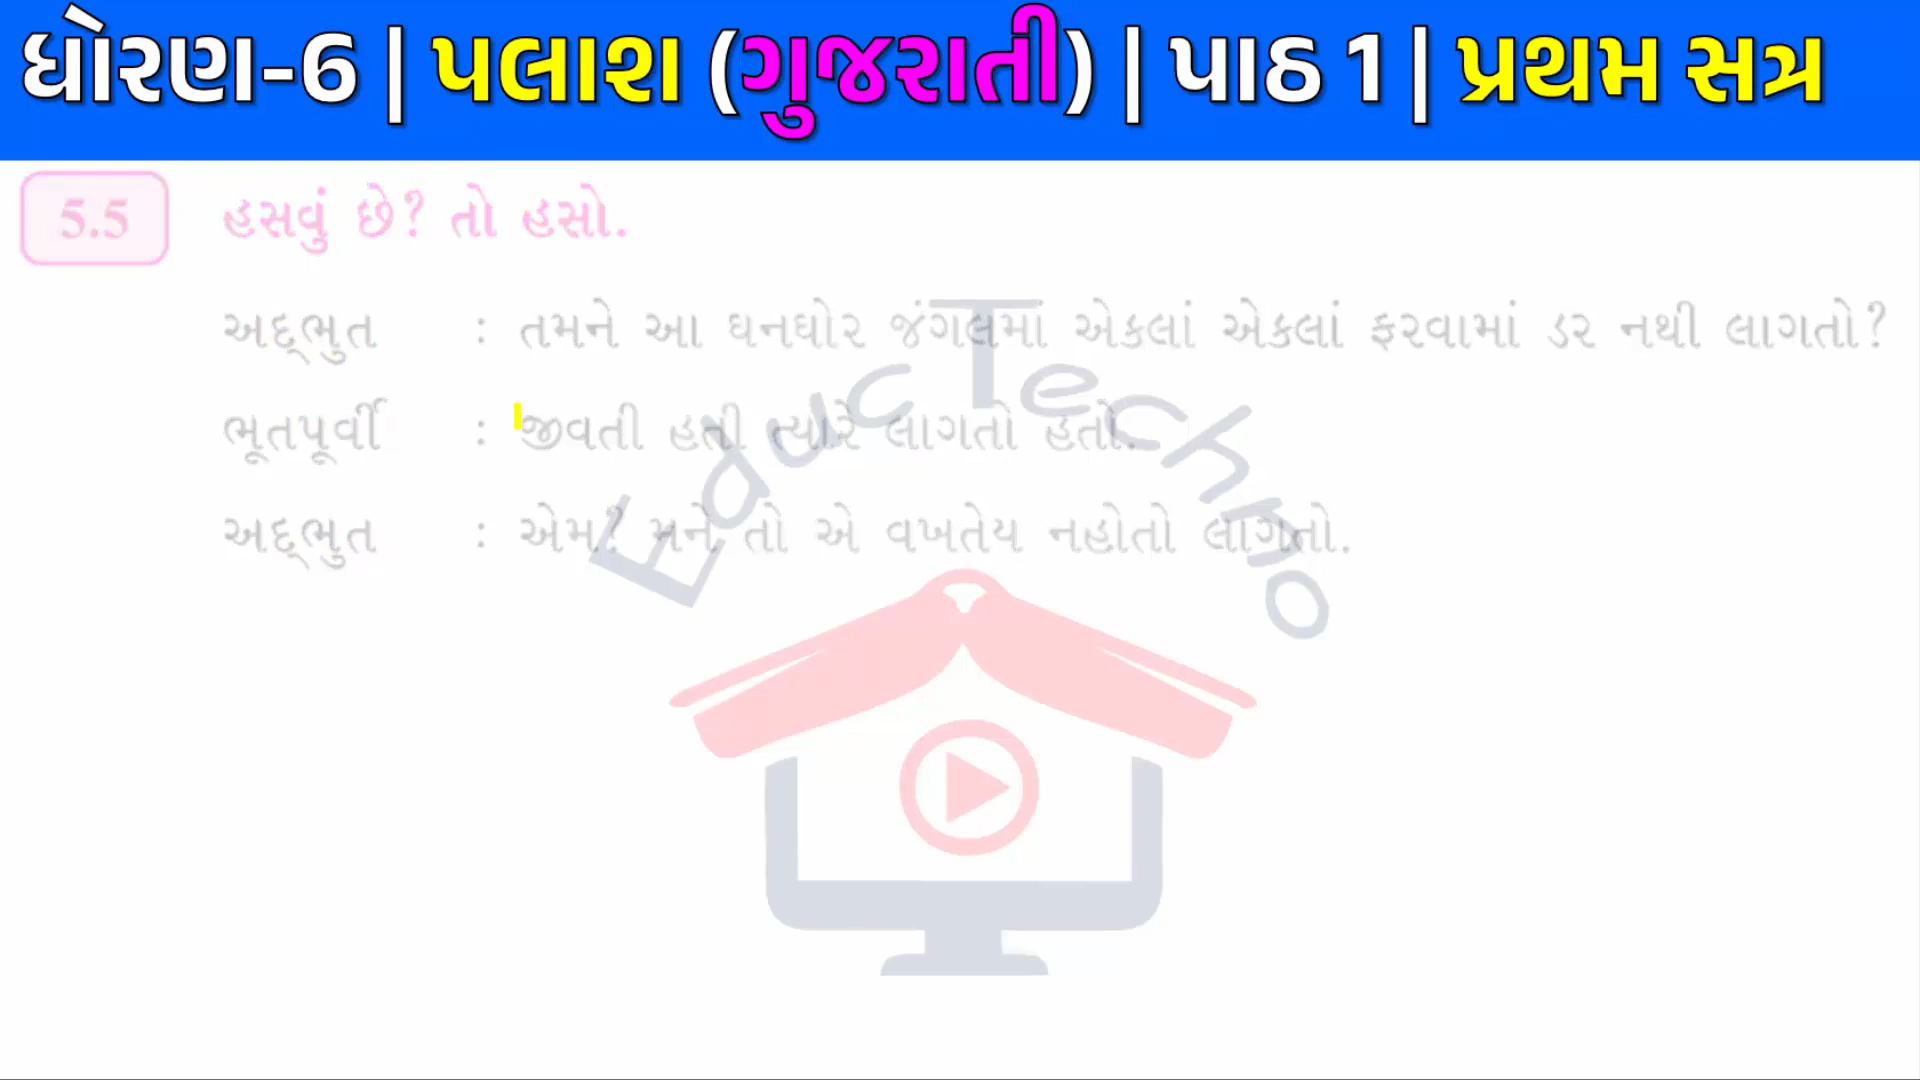 ધોરણ-6 | પલાશ (ગુજરાતી) | પાઠ 1 | પ્રથમ સત્ર
5.5 હસવું છે? તો હસો.
અદ્ભુત : તમને આ ઘનઘોર જંગલમાં એકલાં એકલાં ફરવામાં ડર નથી લાગતો?
ભૂતપૂર્વી : જીવતી હતી ત્યારે લાગતો હતો.
અદ્ભુત : એમ? મને તો એ વખતેય નહોતો લાગતો.
EducTechno